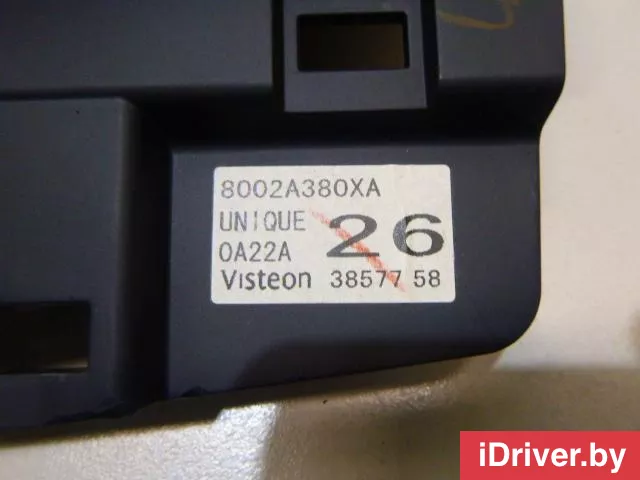 8002A380XA
UNIQUE 26
0A22A
Visteon 38577 58
iDriver.by